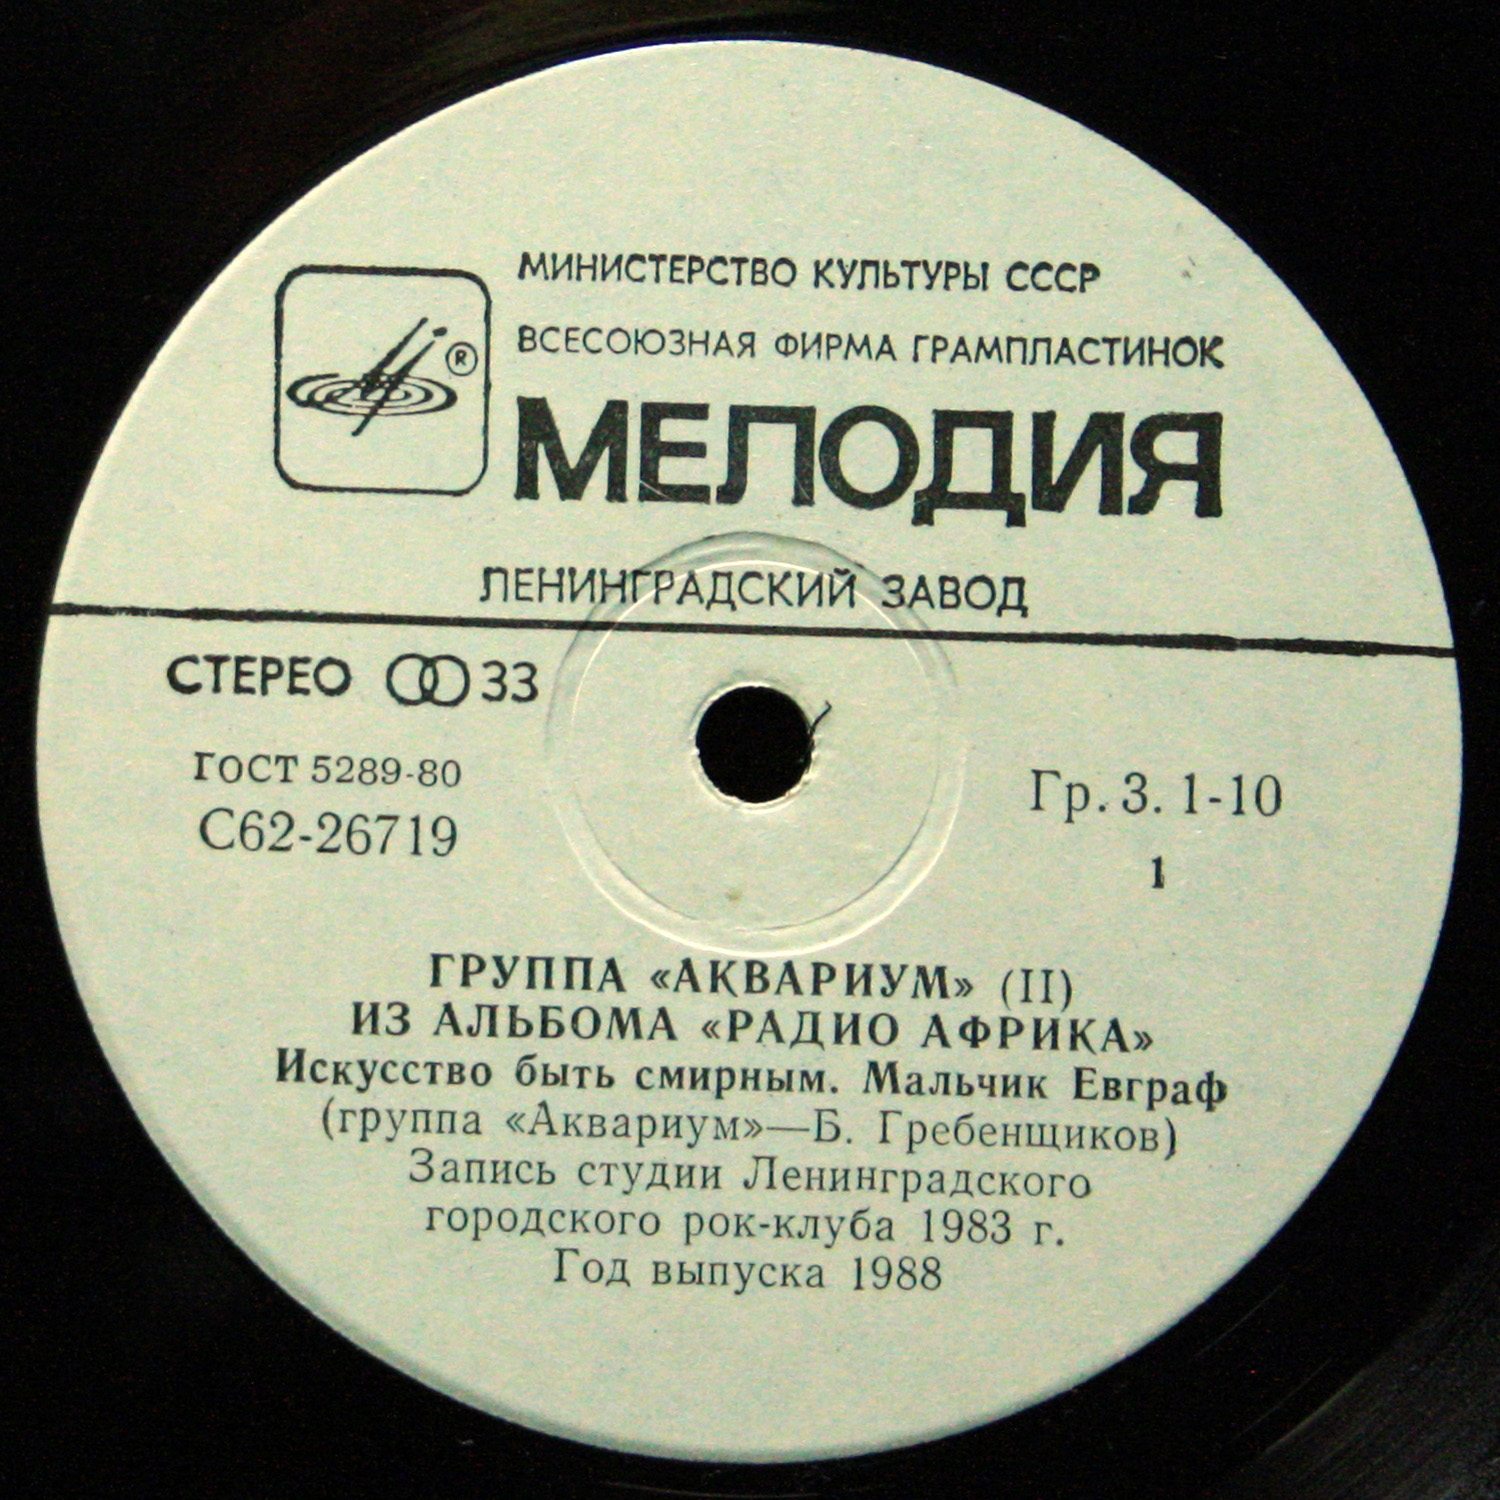 МИНИСТЕРСТВО КУЛЬТУРЫ СССР
ВСЕСОЮЗНАЯ ФИРМА ГРАМПЛАСТИНОК
®
МЕЛОДИЯ
ЛЕНИНГРАДСКИЙ ЗАВОД
СТЕРЕО 33
ГОСТ 5289-80
С62-26719
Гр. 3. 1-10
1
ГРУППА «АКВАРИУМ» (II)
ИЗ АЛЬБОМА «РАДИО АФРИКА»
Искусство быть смирным. Мальчик Евграф
(группа «Аквариум»—Б. Гребенщиков)
Запись студии Ленинградского
городского рок-клуба 1983 г.
Год выпуска 1988